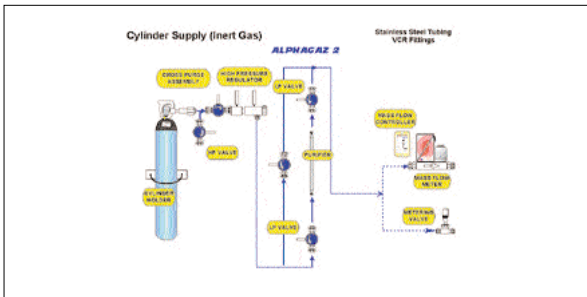 Cylinder Supply (Inert Gas)
Stainless Steel Tubing
VCR Fittings
ALPHAGAZ 2
CROSS PURGE
ASSEMBLY
HIGH PRESSURE
REGULATOR
LP VALVE
MASS FLOW
CONTROLLER
HP VALVE
PURIFIER
MASS FLOW
METER
CYLINDER
HOLDER
METERING
VALVE
LP VALVE